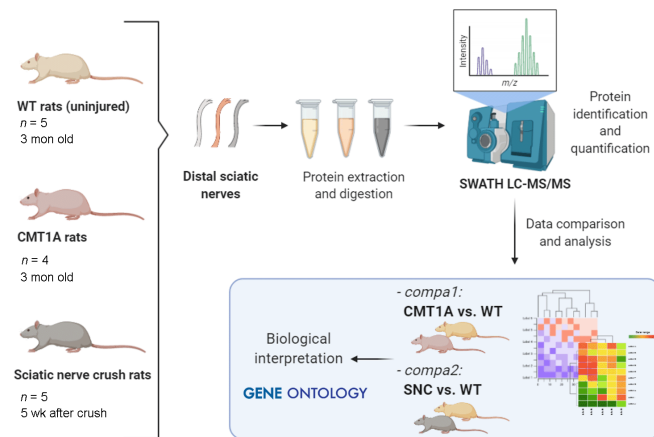 WT rats (uninjured)
n = 5
3 mon old
CMT1A rats
n = 4
3 mon old
Sciatic nerve crush rats
n = 5
5 wk after crush
Distal sciatic
nerves
Protein extraction
and digestion
Intensity
m/z
SWATH LC-MS/MS
Protein
identification
and
quantification
Data comparison
and analysis
- compa1:
CMT1A vs. WT
- compa2:
SNC vs. WT
Biological
interpretation
GENE ONTOLOGY